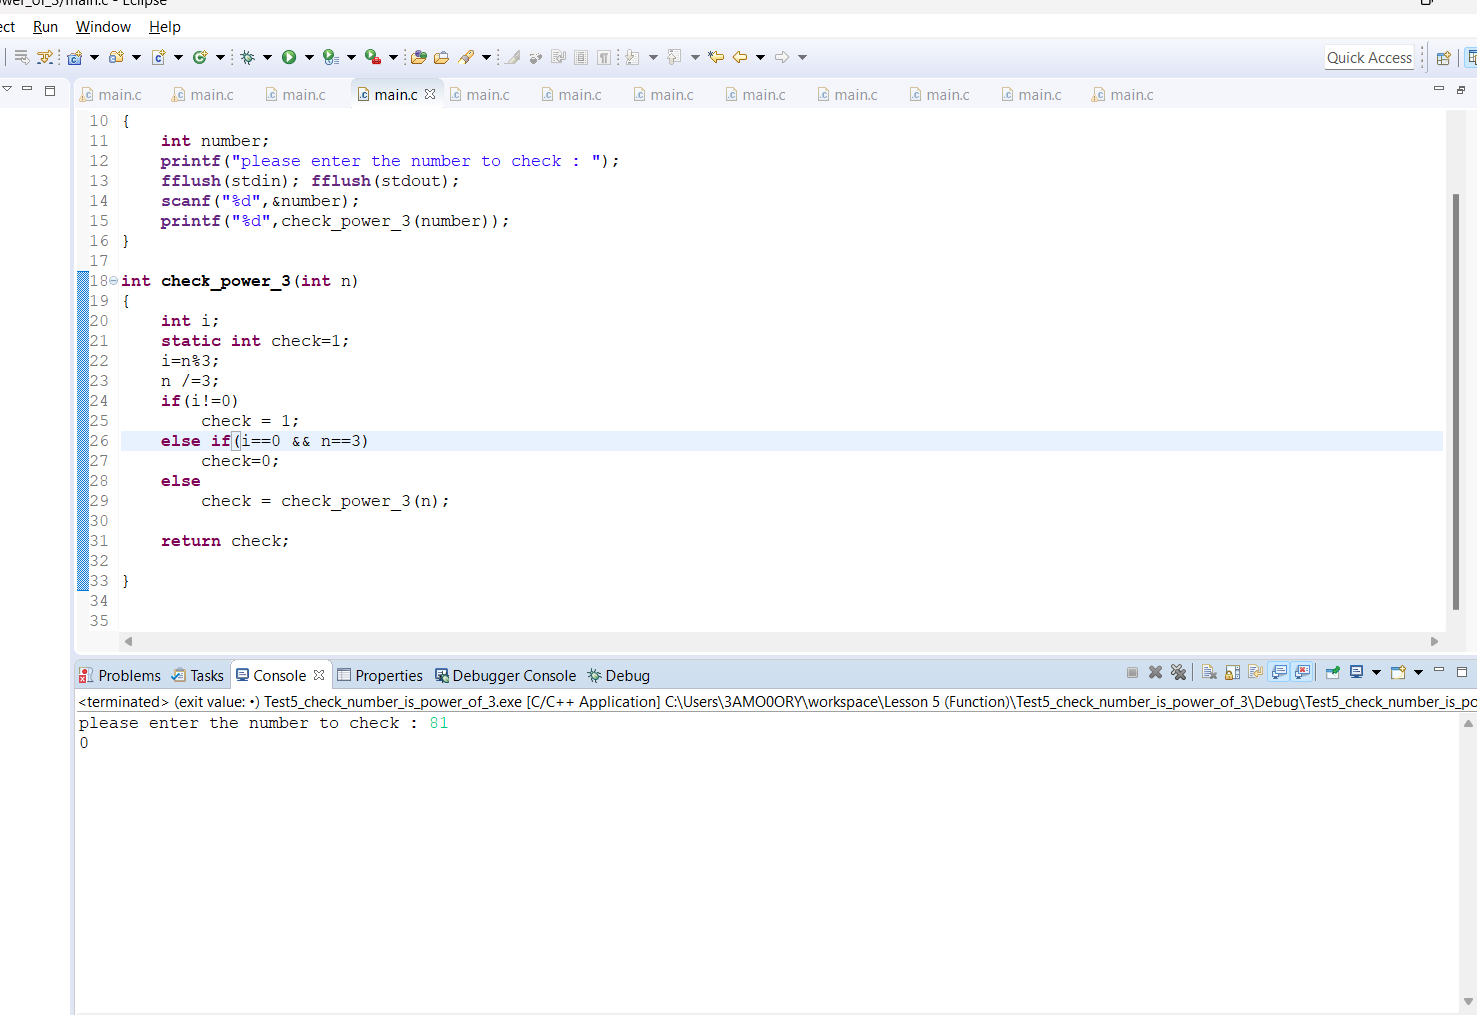 ower_of_3/main.c - Eclipse
ect Run Window Help
Quick Access
main.c main.c main.c main.c main.c main.c main.c main.c main.c main.c main.c main.c
10 {
11 int number;
12 printf("please enter the number to check : ");
13 fflush(stdin); fflush(stdout);
14 scanf("%d",&number);
15 printf("%d",check_power_3(number));
16 }
17
18 int check_power_3(int n)
19 {
20 int i;
21 static int check=1;
22 i=n%3;
23 n /=3;
24 if(i!=0)
25 check = 1;
26 else if(i==0 && n==3)
27 check=0;
28 else
29 check = check_power_3(n);
30
31 return check;
32
33 }
34
35
Problems Tasks Console Properties Debugger Console Debug
<terminated> (exit value: •) Test5_check_number_is_power_of_3.exe [C/C++ Application] C:\Users\3AMO0ORY\workspace\Lesson 5 (Function)\Test5_check_number_is_power_of_3\Debug\Test5_check_number_is_po
please enter the number to check : 81
0